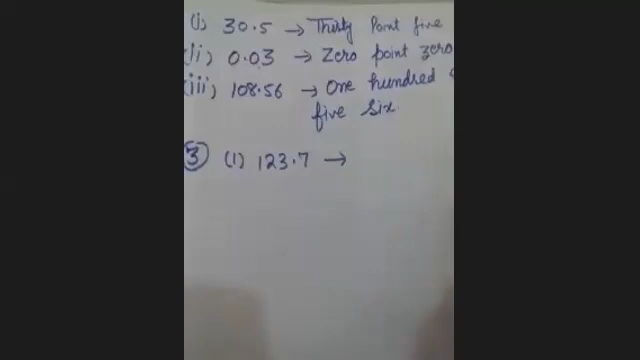 (i) 30.5 → Thirty Point five
(ii) 0.03 → Zero point zero
(iii) 108.56 → One hundred
five six.
3 (1) 123.7 →